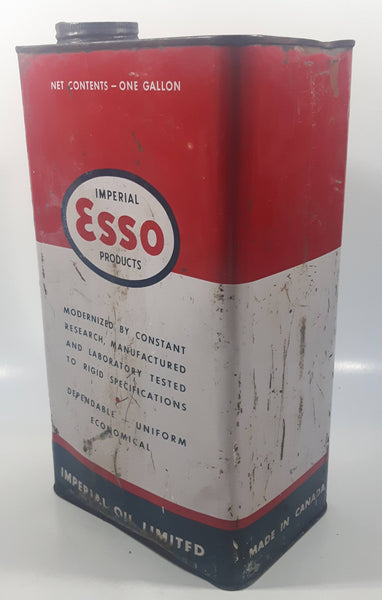 NET CONTENTS – ONE GALLON
IMPERIAL
Esso
PRODUCTS
MODERNIZED BY CONSTANT
RESEARCH, MANUFACTURED
AND LABORATORY TESTED
TO RIGID SPECIFICATIONS
DEPENDABLE UNIFORM
ECONOMICAL
IMPERIAL OIL LIMITED
MADE IN CANADA